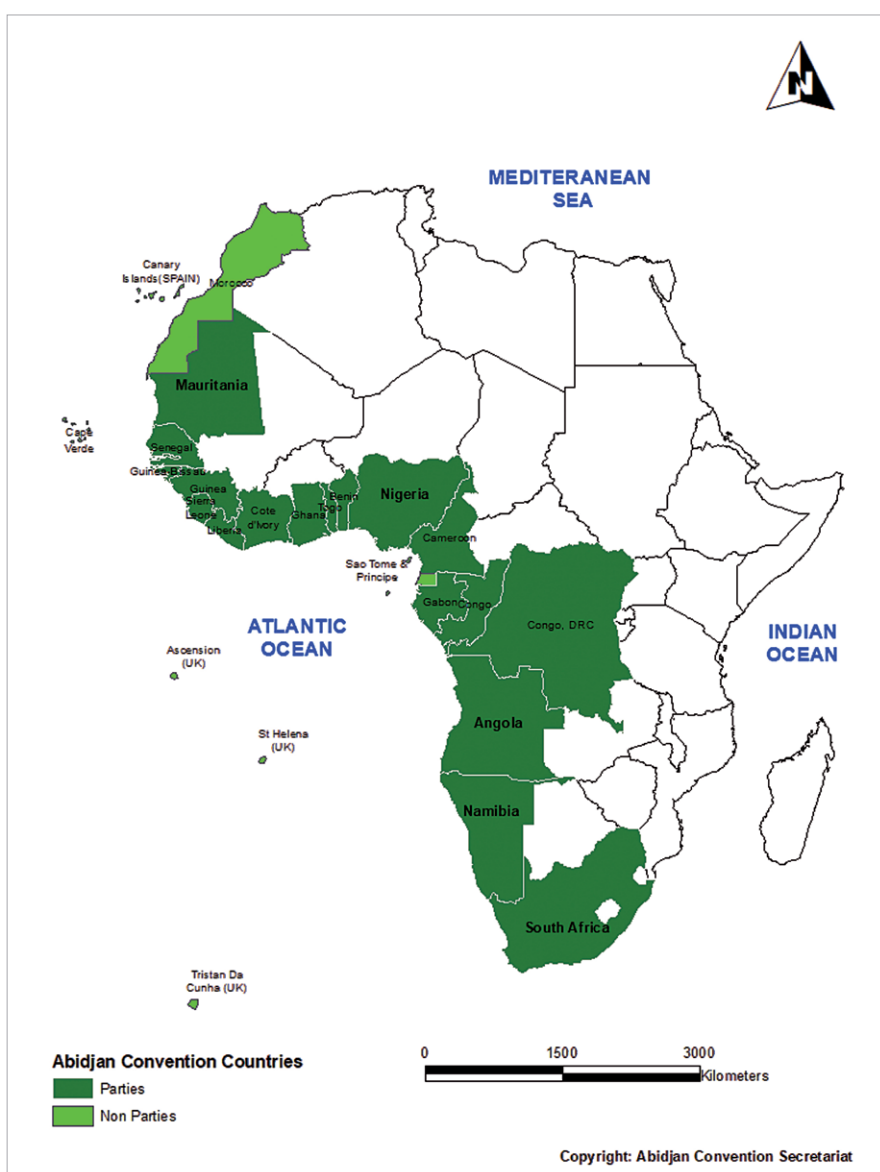 N
MEDITERANEAN
SEA
Canary
Islands(SPAIN)
Morocco
Mauritania
Cape
Verde
Senegal
Guinea-Bissau
Guinea
Sierra
Leone
Liberia
Cote
d'Ivory
Ghana
Togo
Benin
Nigeria
Cameroon
Sao Tome &
Principe
Gabon
Congo
Congo, DRC
ATLANTIC
OCEAN
INDIAN
OCEAN
Ascension
(UK)
St Helena
(UK)
Angola
Namibia
South Africa
Tristan Da
Cunha (UK)
Abidjan Convention Countries
Parties
Non Parties
0 1500 3000
Kilometers
Copyright: Abidjan Convention Secretariat